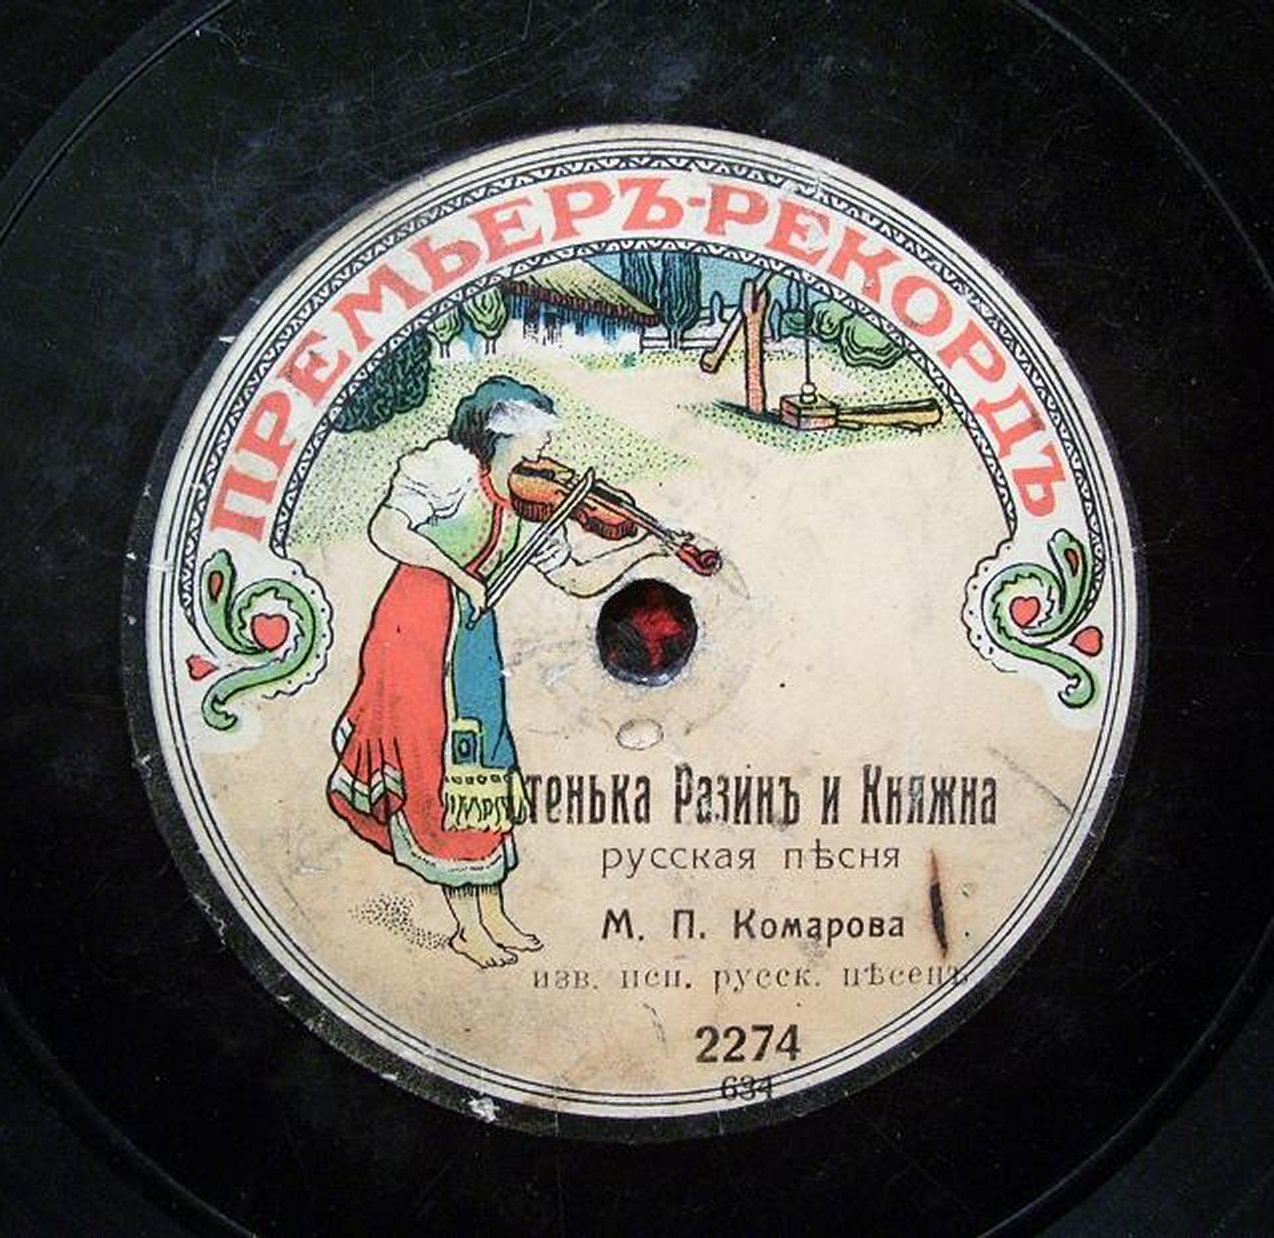 ПРЕМЬЕРЪ-РЕКОРДЪ
Стенька Разинъ и Княжна
русская пѣсня
М. П. Комарова
изв. исп. русск. пѣсенъ
2274
634